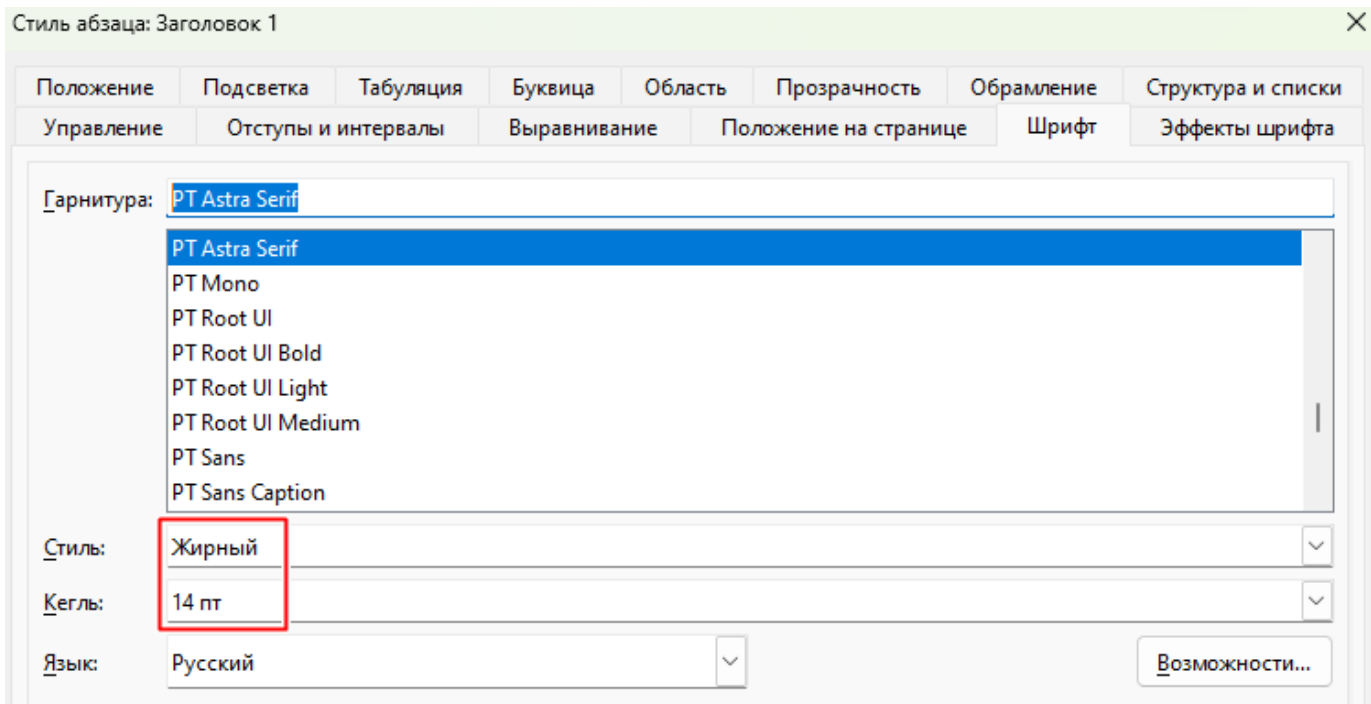 Стиль абзаца: Заголовок 1
Положение Подсветка Табуляция Буквица Область Прозрачность Обрамление Структура и списки
Управление Отступы и интервалы Выравнивание Положение на странице Шрифт Эффекты шрифта
Гарнитура: PT Astra Serif
PT Astra Serif
PT Mono
PT Root UI
PT Root UI Bold
PT Root UI Light
PT Root UI Medium
PT Sans
PT Sans Caption
Стиль: Жирный
Кегль: 14 пт
Язык: Русский Возможности...